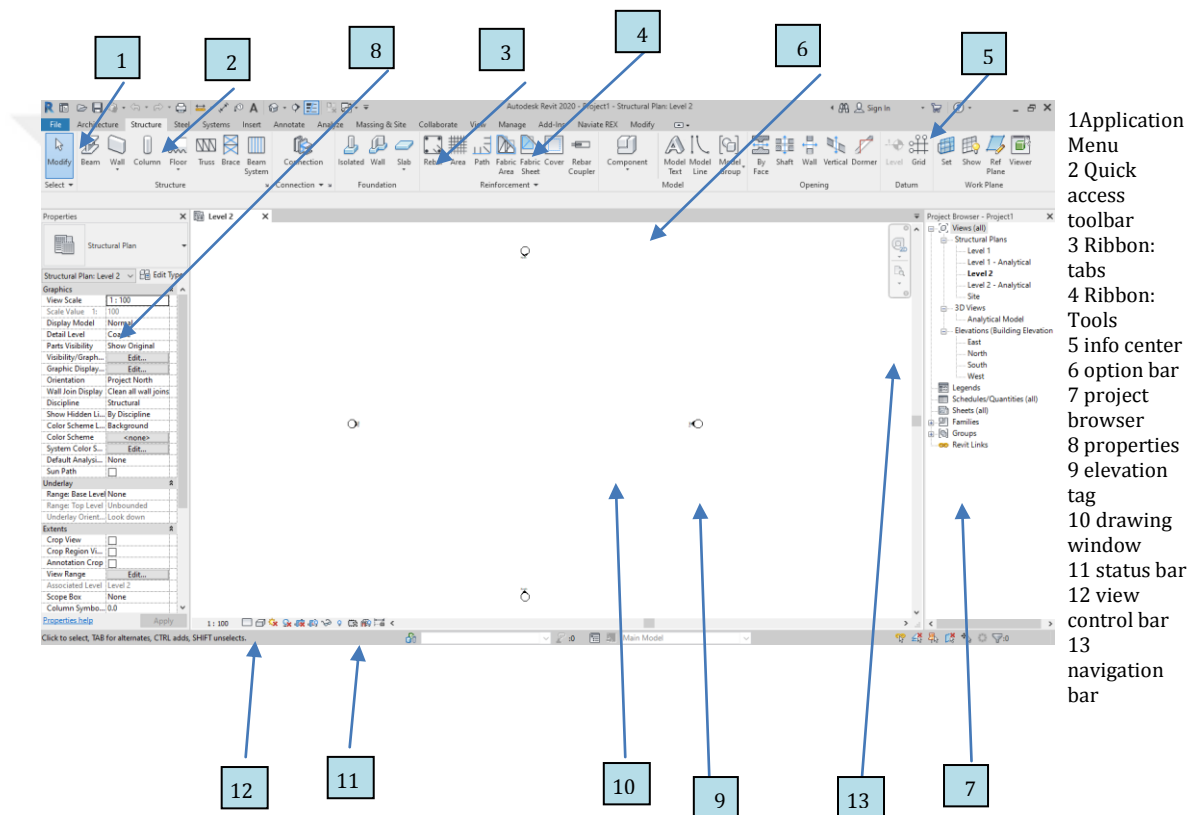 8
4
6
1
2
3
5
Autodesk Revit 2020 - Project1 - Structural Plan: Level 2
Sign In
File Architecture Structure Steel Systems Insert Annotate Analyze Massing & Site Collaborate View Manage Add-Ins Naviate REX Modify
Modify Beam Wall Column Floor Truss Brace Beam System Connection Isolated Wall Slab Rebar Area Path Fabric Area Fabric Sheet Cover Rebar Coupler Component Model Text Model Line Model Group By Face Shaft Wall Vertical Dormer Level Grid Set Show Ref Plane Viewer
Select Structure Connection Foundation Reinforcement Model Opening Datum Work Plane
Properties
Structural Plan
Structural Plan: Level 2 Edit Type
Graphics
View Scale 1 : 100
Scale Value 1: 100
Display Model Normal
Detail Level
Parts Visibility Show Original
Visibility/Graph... Edit...
Graphic Display... Edit...
Orientation Project North
Wall Join Display Clean all wall joins
Discipline Structural
Show Hidden Li... By Discipline
Color Scheme L... Background
Color Scheme <none>
System Color S... Edit...
Default Analysi... None
Sun Path
Underlay
Range: Base Level None
Range: Top Level Unbounded
Underlay Orient... Look down
Extents
Crop View
Crop Region Vi...
Annotation Crop
View Range Edit...
Associated Level Level 2
Scope Box None
Column Symbo... 0.0
Properties help Apply
Level 2
1 : 100
Click to select, TAB for alternates, CTRL adds, SHIFT unselects.
:0
Main Model
:0
Project Browser - Project1
Views (all)
Structural Plans
Level 1
Level 1 - Analytical
Level 2
Level 2 - Analytical
Site
3D Views
Analytical Model
Elevations (Building Elevation
East
North
South
West
Legends
Schedules/Quantities (all)
Sheets (all)
Families
Groups
Revit Links
1Application
Menu
2 Quick
access
toolbar
3 Ribbon:
tabs
4 Ribbon:
Tools
5 info center
6 option bar
7 project
browser
8 properties
9 elevation
tag
10 drawing
window
11 status bar
12 view
control bar
13
navigation
bar
12
11
10
9
13
7